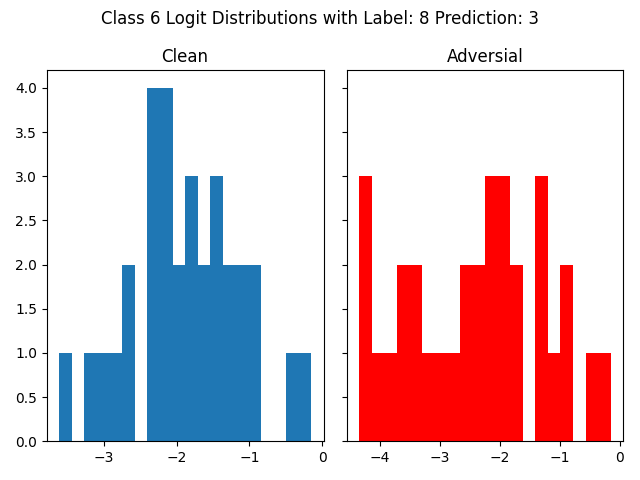 Class 6 Logit Distributions with Label: 8 Prediction: 3
Clean
Adversial
4.0
3.5
3.0
2.5
2.0
1.5
1.0
0.5
0.0
−3 −2 −1 0
−4 −3 −2 −1 0